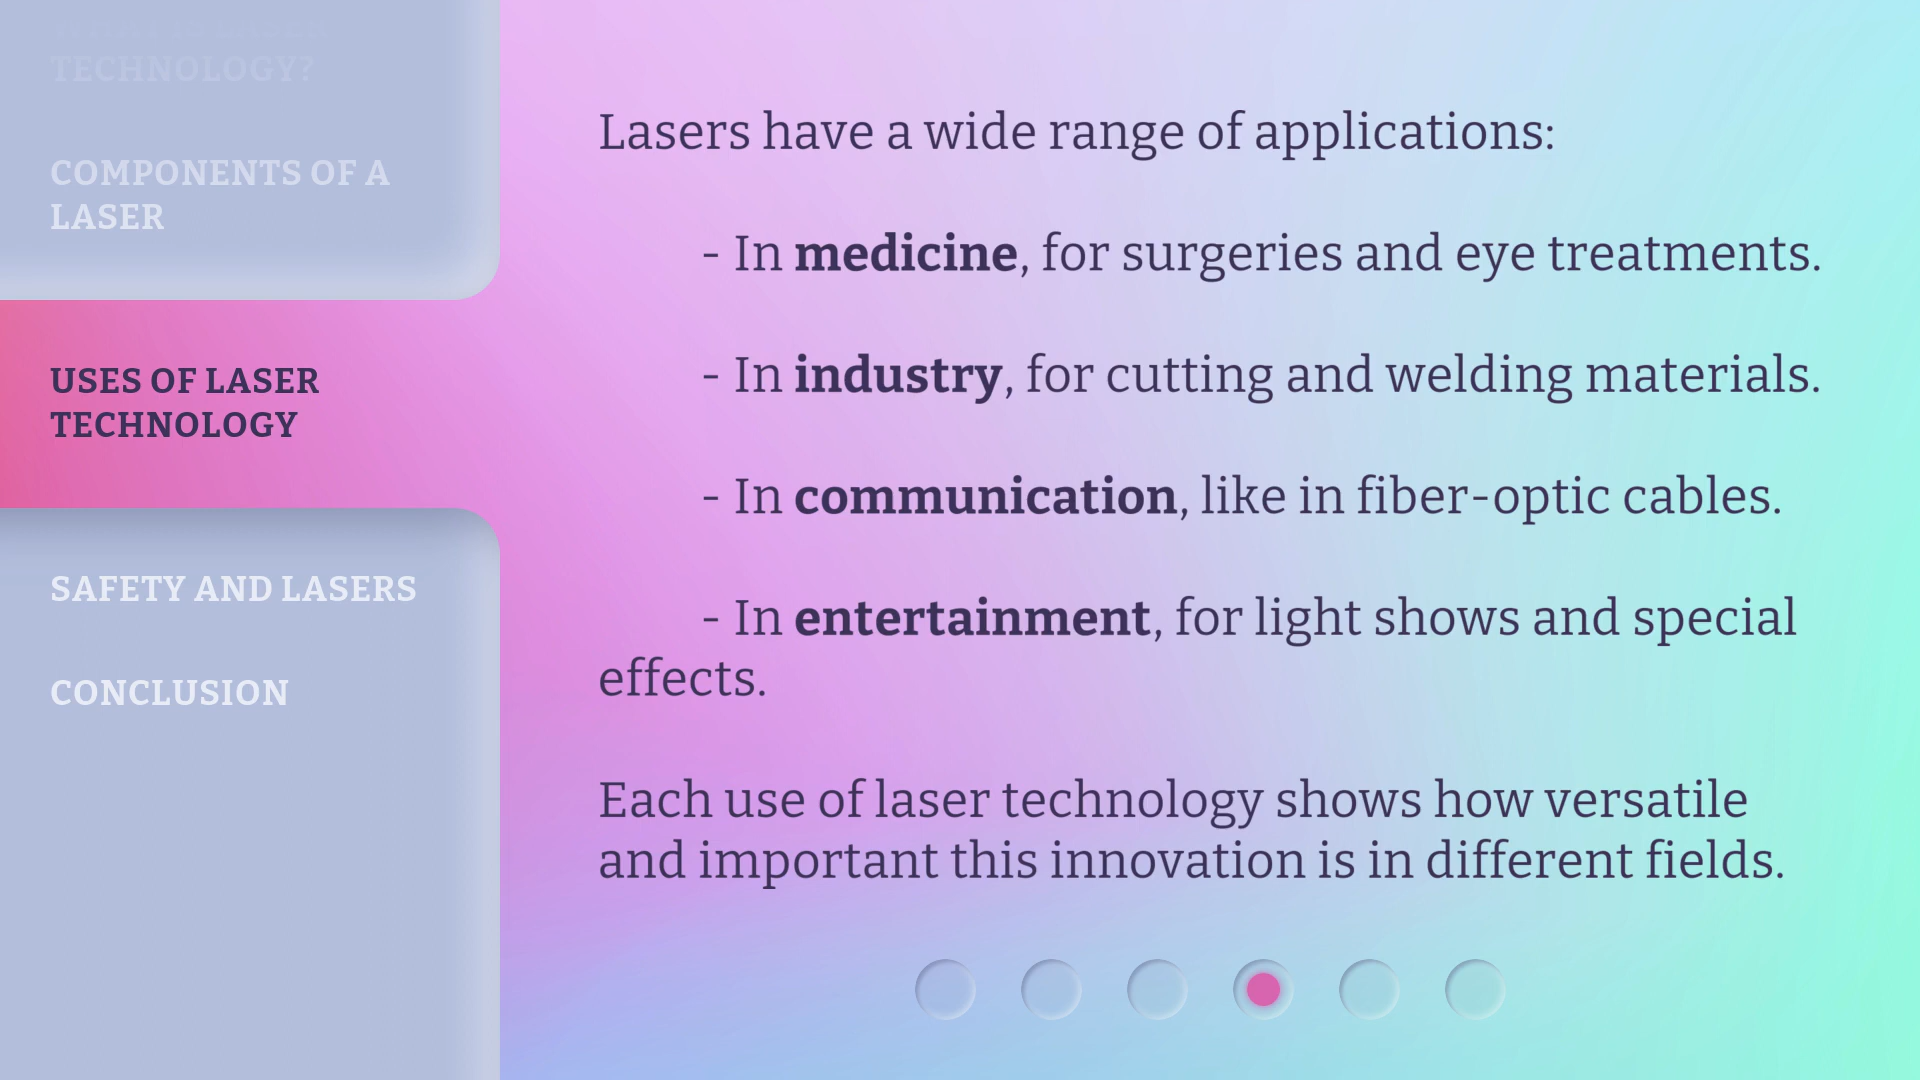 TECHNOLOGY?
COMPONENTS OF A
LASER
USES OF LASER
TECHNOLOGY
SAFETY AND LASERS
CONCLUSION
Lasers have a wide range of applications:
- In medicine, for surgeries and eye treatments.
- In industry, for cutting and welding materials.
- In communication, like in fiber-optic cables.
- In entertainment, for light shows and special
effects.
Each use of laser technology shows how versatile
and important this innovation is in different fields.